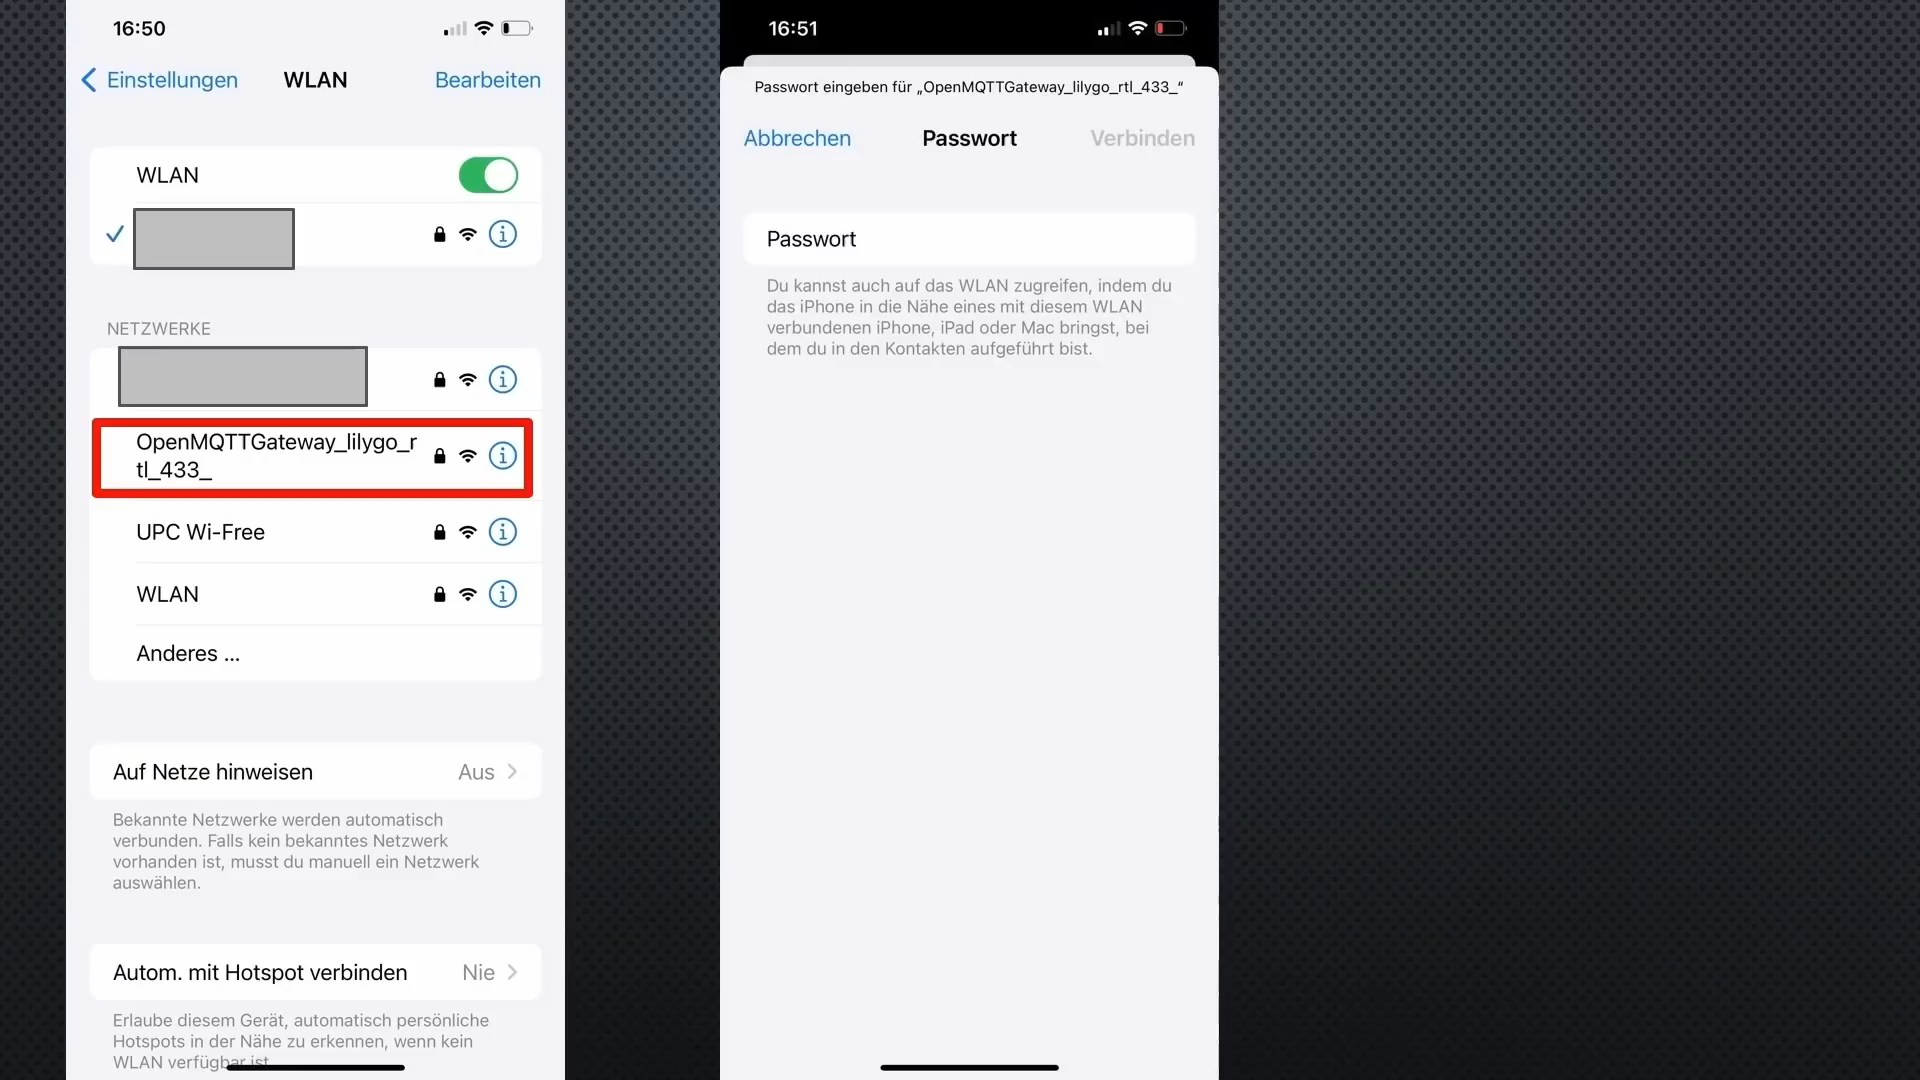 16:50
Einstellungen
WLAN
Bearbeiten
WLAN
NETZWERKE
OpenMQTTGateway_lilygo_r
tl_433_
UPC Wi-Free
WLAN
Anderes ...
Auf Netze hinweisen
Aus
Bekannte Netzwerke werden automatisch
verbunden. Falls kein bekanntes Netzwerk
vorhanden ist, musst du manuell ein Netzwerk
auswählen.
Autom. mit Hotspot verbinden
Nie
Erlaube diesem Gerät, automatisch persönliche
Hotspots in der Nähe zu erkennen, wenn kein
WLAN verfügbar ist.
16:51
Passwort eingeben für „OpenMQTTGateway_lilygo_rtl_433_“
Abbrechen
Passwort
Verbinden
Passwort
Du kannst auch auf das WLAN zugreifen, indem du
das iPhone in die Nähe eines mit diesem WLAN
verbundenen iPhone, iPad oder Mac bringst, bei
dem du in den Kontakten aufgeführt bist.